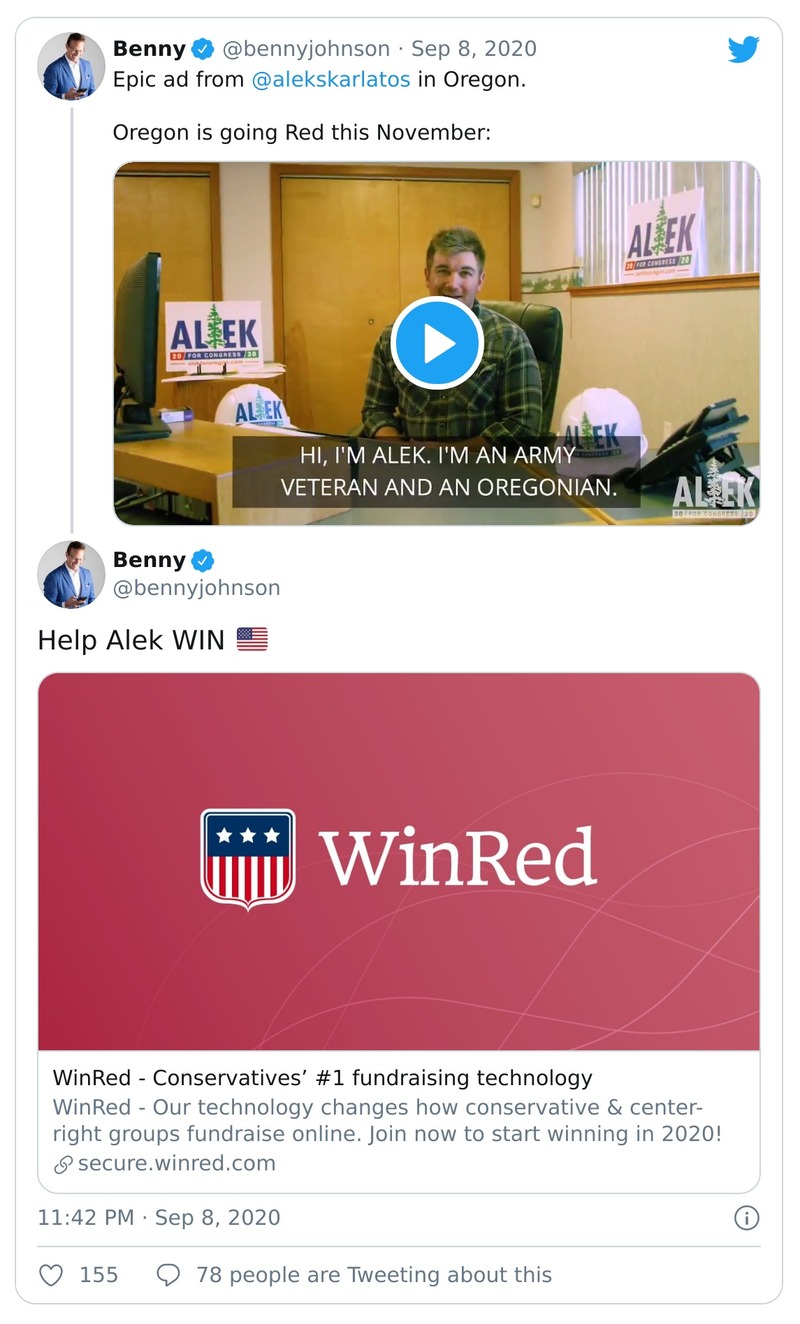 Benny @bennyjohnson · Sep 8, 2020
Epic ad from @alekskarlatos in Oregon.
Oregon is going Red this November:
ALEK
20 FOR CONGRESS 20
ALEK
20 FOR CONGRESS 20
ALEK
ALEK
HI, I'M ALEK. I'M AN ARMY
VETERAN AND AN OREGONIAN.
ALEK
20 FOR CONGRESS 20
Benny
@bennyjohnson
Help Alek WIN 🇺🇸
WinRed
WinRed - Conservatives’ #1 fundraising technology
WinRed - Our technology changes how conservative & center-
right groups fundraise online. Join now to start winning in 2020!
secure.winred.com
11:42 PM · Sep 8, 2020
155 78 people are Tweeting about this